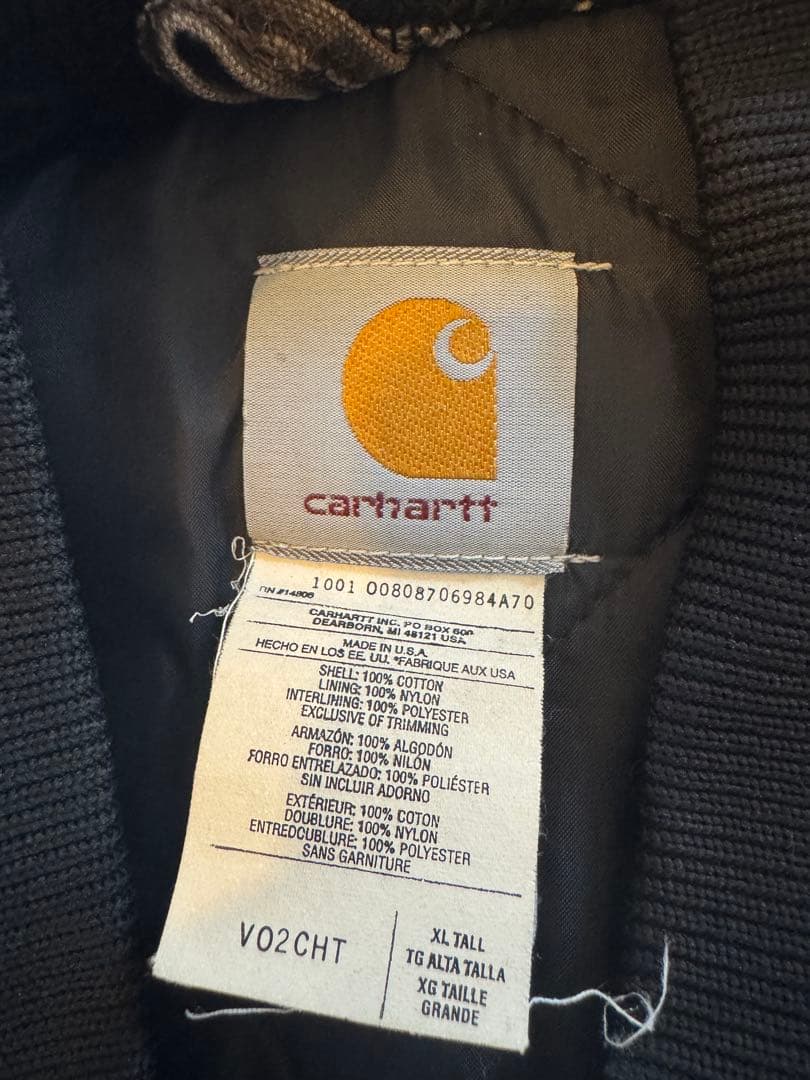 carhartt
RN #14806 1001 00808706984A70
CARHARTT INC. PO BOX 600
DEARBORN, MI 48121 USA
MADE IN U.S.A.
HECHO EN LOS EE. UU. *FABRIQUE AUX USA
SHELL: 100% COTTON
LINING: 100% NYLON
INTERLINING: 100% POLYESTER
EXCLUSIVE OF TRIMMING
ARMAZÓN: 100% ALGODÓN
FORRO: 100% NILÓN
FORRO ENTRELAZADO: 100% POLIÉSTER
SIN INCLUIR ADORNO
EXTÉRIEUR: 100% COTON
DOUBLURE: 100% NYLON
ENTREDCUBLURE: 100% POLYESTER
SANS GARNITURE
V02CHT
XL TALL
TG ALTA TALLA
XG TAILLE
GRANDE